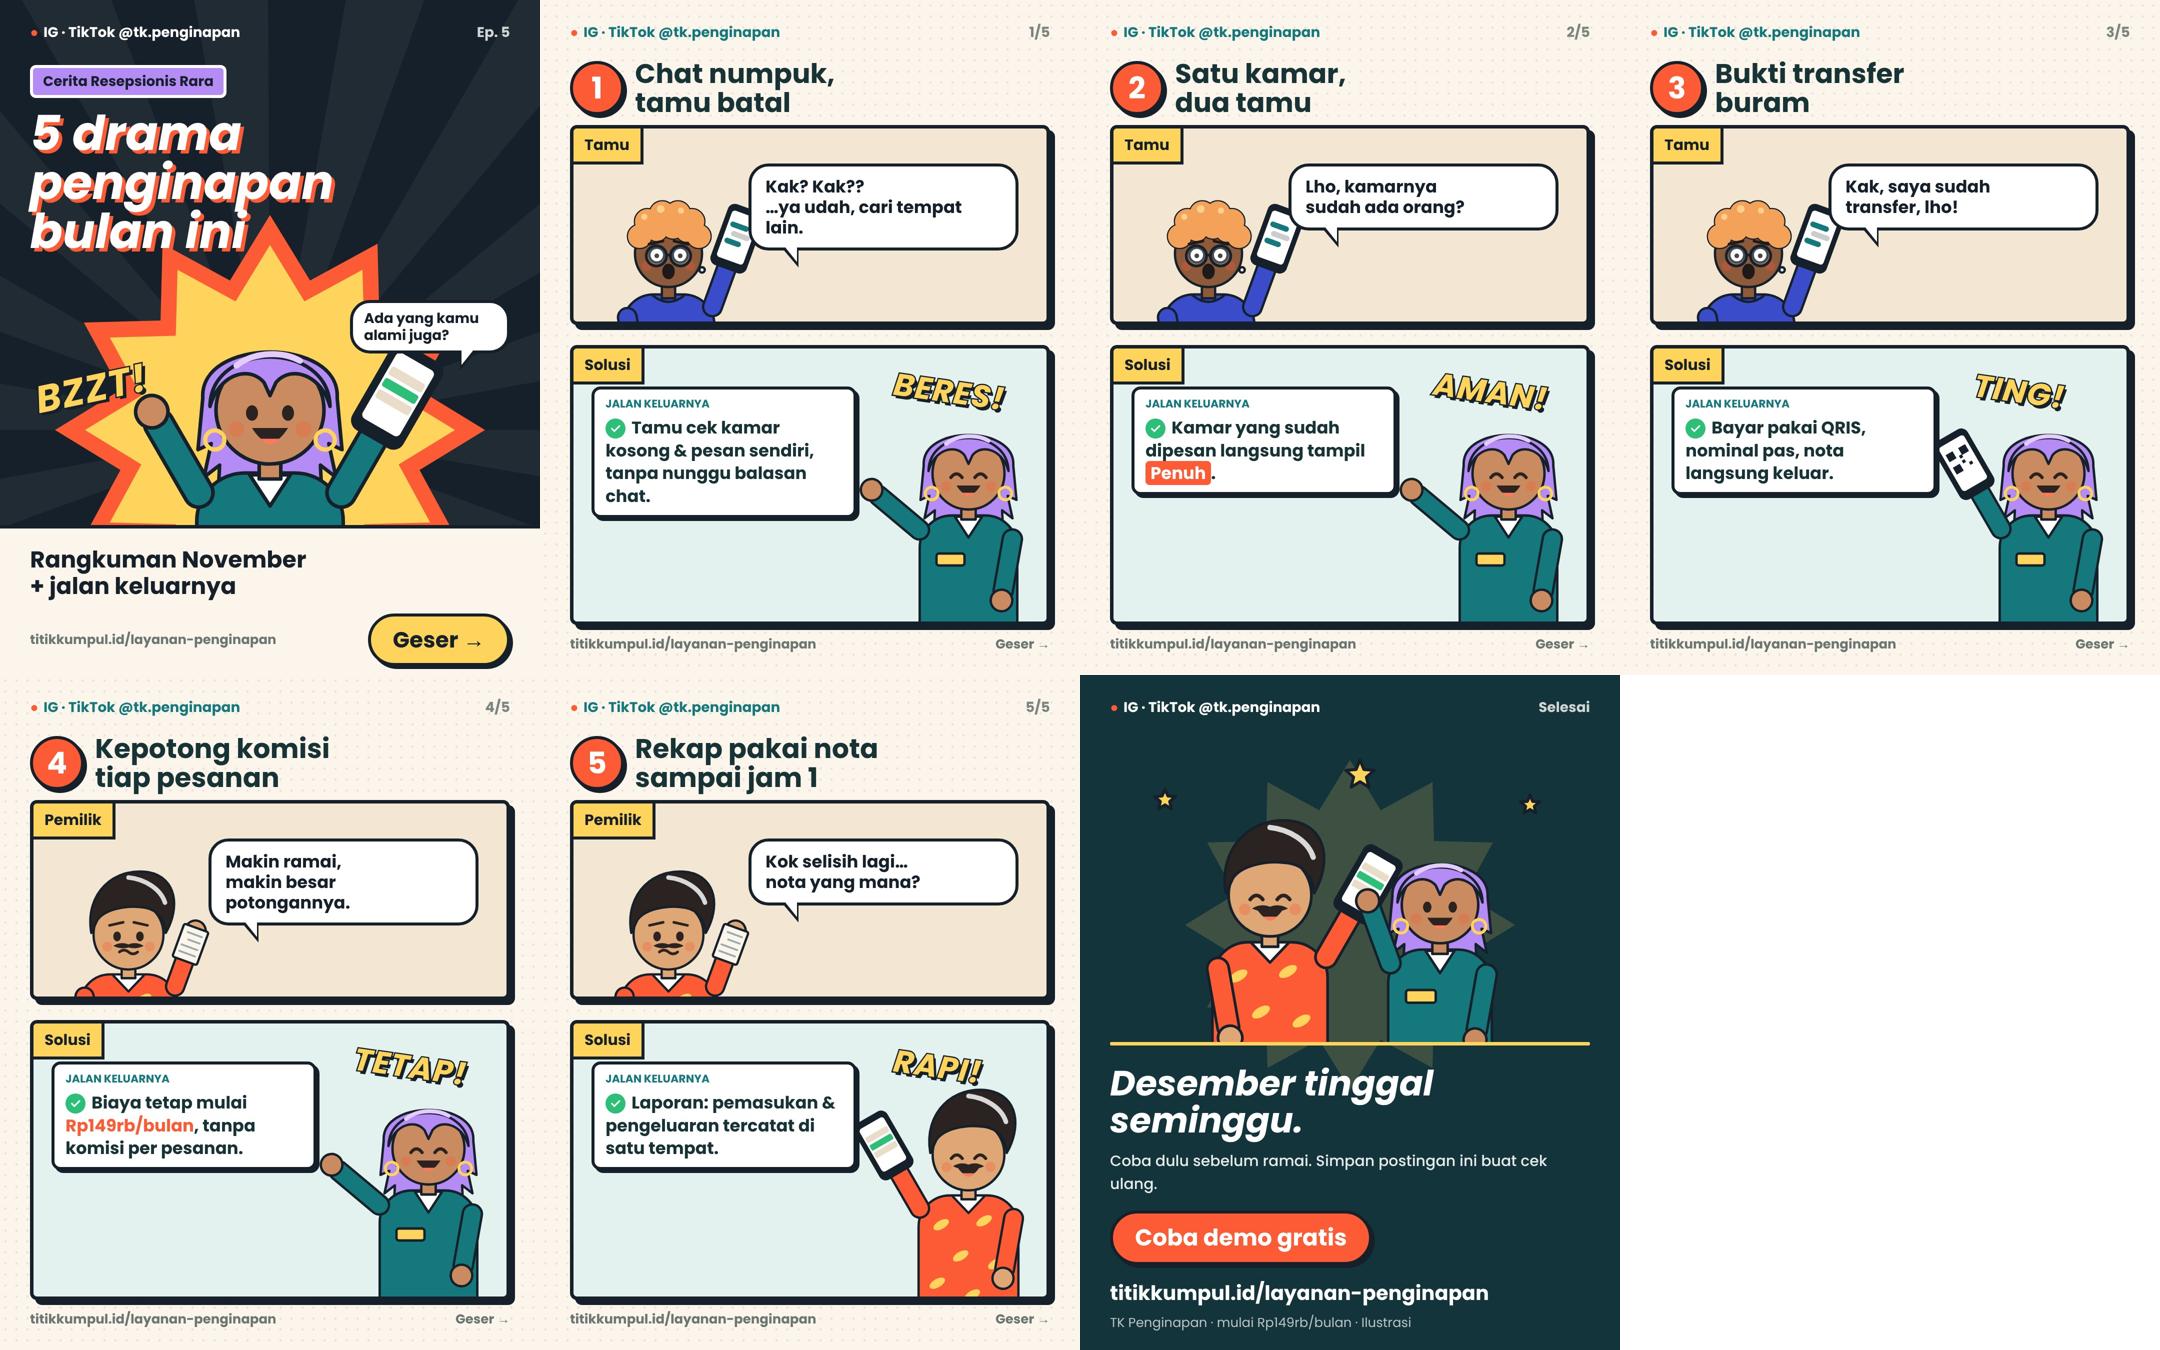 IG · TikTok @tk.penginapan
Ep. 5
Cerita Resepsionis Rara
5 drama
penginapan
bulan ini
Ada yang kamu
alami juga?
BZZT!
Rangkuman November
+ jalan keluarnya
titikkumpul.id/layanan-penginapan
Geser →
IG · TikTok @tk.penginapan
1/5
1
Chat numpuk,
tamu batal
Tamu
Kak? Kak??
...ya udah, cari tempat
lain.
Solusi
BERES!
JALAN KELUARNYA
Tamu cek kamar
kosong & pesan sendiri,
tanpa nunggu balasan
chat.
titikkumpul.id/layanan-penginapan
Geser →
IG · TikTok @tk.penginapan
2/5
2
Satu kamar,
dua tamu
Tamu
Lho, kamarnya
sudah ada orang?
Solusi
AMAN!
JALAN KELUARNYA
Kamar yang sudah
dipesan langsung tampil
Penuh.
titikkumpul.id/layanan-penginapan
Geser →
IG · TikTok @tk.penginapan
3/5
3
Bukti transfer
buram
Tamu
Kak, saya sudah
transfer, lho!
Solusi
TING!
JALAN KELUARNYA
Bayar pakai QRIS,
nominal pas, nota
langsung keluar.
titikkumpul.id/layanan-penginapan
Geser →
IG · TikTok @tk.penginapan
4/5
4
Kepotong komisi
tiap pesanan
Pemilik
Makin ramai,
makin besar
potongannya.
Solusi
TETAP!
JALAN KELUARNYA
Biaya tetap mulai
Rp149rb/bulan, tanpa
komisi per pesanan.
titikkumpul.id/layanan-penginapan
Geser →
IG · TikTok @tk.penginapan
5/5
5
Rekap pakai nota
sampai jam 1
Pemilik
Kok selisih lagi...
nota yang mana?
Solusi
RAPI!
JALAN KELUARNYA
Laporan: pemasukan &
pengeluaran tercatat di
satu tempat.
titikkumpul.id/layanan-penginapan
Geser →
IG · TikTok @tk.penginapan
Selesai
Desember tinggal
seminggu.
Coba dulu sebelum ramai. Simpan postingan ini buat cek
ulang.
Coba demo gratis
titikkumpul.id/layanan-penginapan
TK Penginapan · mulai Rp149rb/bulan · Ilustrasi